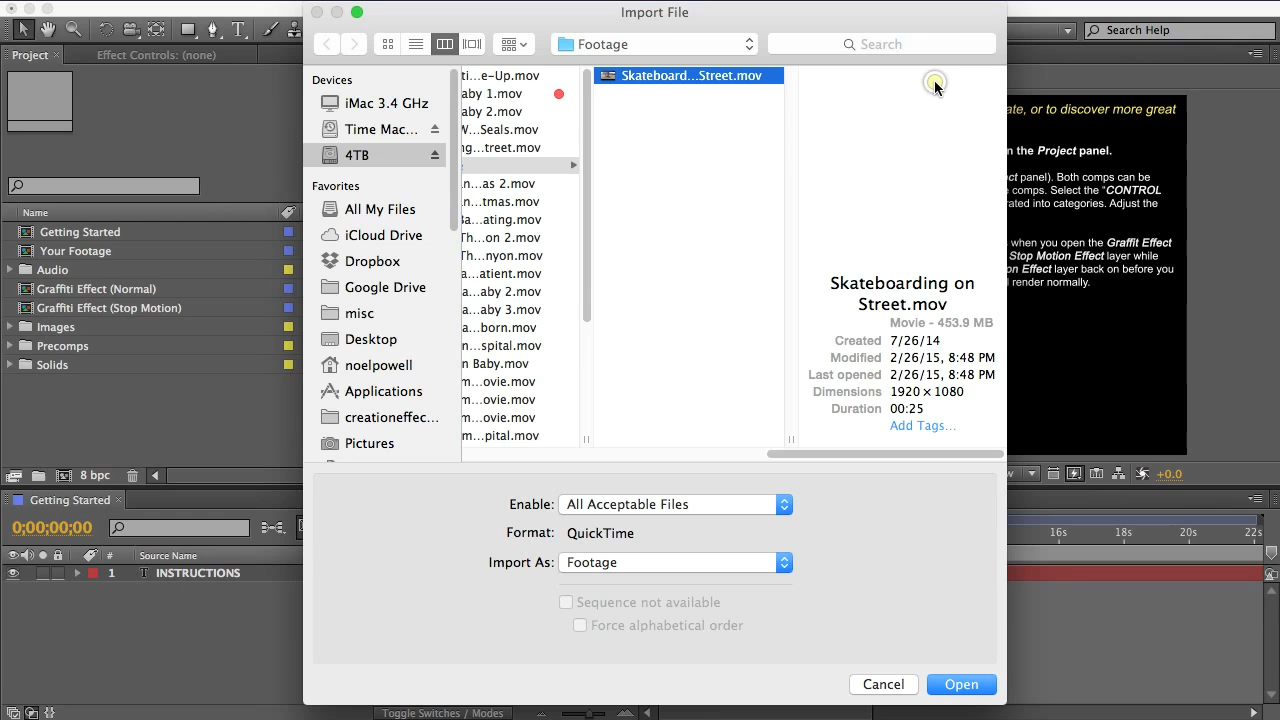 Import File
Search Help
Project
Effect Controls: (none)
Footage
Search
Name
Getting Started
Your Footage
Audio
Graffiti Effect (Normal)
Graffiti Effect (Stop Motion)
Images
Precomps
Solids
8 bpc
Devices
iMac 3.4 GHz
Time Mac...
4TB
Favorites
All My Files
iCloud Drive
Dropbox
Google Drive
misc
Desktop
noelpowell
Applications
creationeffec...
Pictures
ti...e-Up.mov
aby 1.mov
aby 2.mov
W...Seals.mov
ng...treet.mov
n...as 2.mov
n...tmas.mov
Ba...ating.mov
Th...on 2.mov
Th...nyon.mov
a...atient.mov
a...aby 2.mov
a...aby 3.mov
a...born.mov
n...spital.mov
n Baby.mov
m...ovie.mov
m...ovie.mov
m...ovie.mov
m...pital.mov
Skateboard...Street.mov
Skateboarding on
Street.mov
Movie - 453.9 MB
Created 7/26/14
Modified 2/26/15, 8:48 PM
Last opened 2/26/15, 8:48 PM
Dimensions 1920 × 1080
Duration 00:25
Add Tags...
ate, or to discover more great
n the Project panel.
ct panel). Both comps can be
comps. Select the "CONTROL
rated into categories. Adjust the
when you open the Graffit Effect
Stop Motion Effect layer while
on Effect layer back on before you
l render normally.
+0.0
Enable: All Acceptable Files
Format: QuickTime
Import As: Footage
Sequence not available
Force alphabetical order
Cancel
Open
Getting Started
0;00;00;00
16s 18s 20s 22s
# Source Name
1 T INSTRUCTIONS
Toggle Switches / Modes